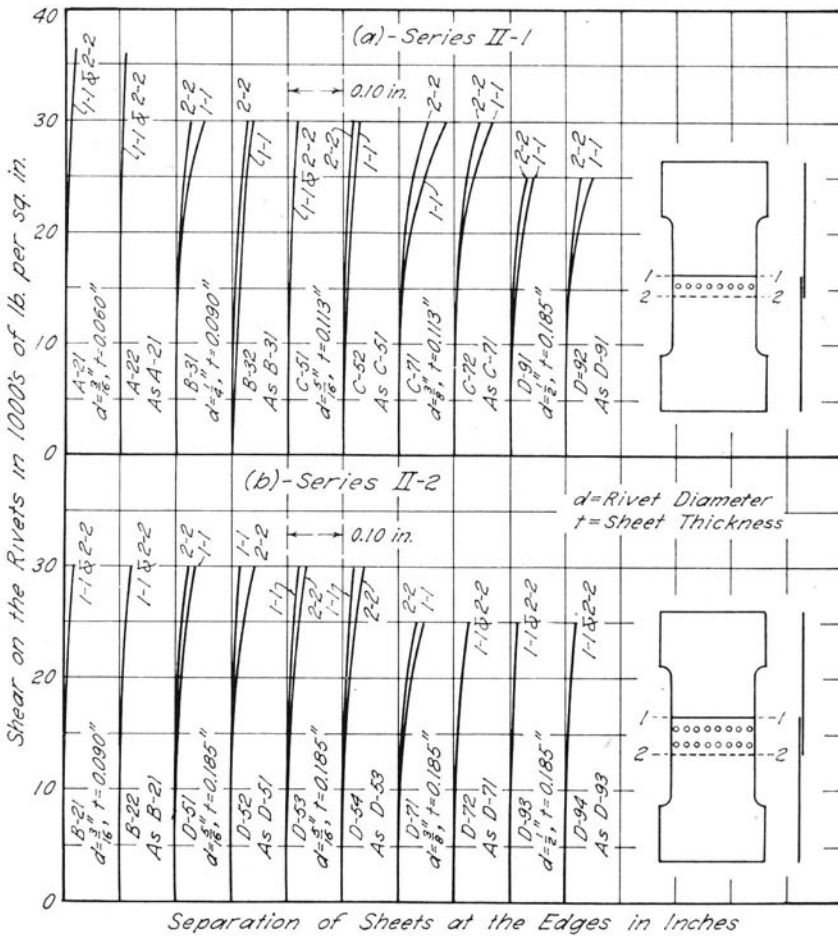 (a)-Series II-1
40
30
20
10
0
1-1 & 2-2
1-1 & 2-2
2-2
1-1
2-2
1-1
0.10 in.
1-1 & 2-2
2-2
1-1
2-2
1-1
2-2
1-1
2-2
1-1
2-2
1-1
A-21
d=3/16", t=0.060"
A-22
As A-21
B-31
d=1/4", t=0.090"
B-32
As B-31
C-51
d=5/16", t=0.113"
C-52
As C-51
C-71
d=3/8", t=0.113"
C-72
As C-71
D-91
d=1/2", t=0.185"
D=92
As D-91
1 1
2 2
Shear on the Rivets in 1000's of lb. per sq. in.
(b)-Series II-2
d=Rivet Diameter
t=Sheet Thickness
30
20
10
0
1-1 & 2-2
1-1 & 2-2
2-2
1-1
1-1
2-2
0.10 in.
1-1
2-2
1-1
2-2
2-2
1-1
1-1 & 2-2
1-1 & 2-2
1-1 & 2-2
B-21
d=3/16", t=0.090"
B-22
As B-21
D-51
d=5/16", t=0.185"
D-52
As D-51
D-53
d=5/16", t=0.185"
D-54
As D-53
D-71
d=3/8", t=0.185"
D-72
As D-71
D-93
d=1/2", t=0.185"
D-94
As D-93
1 1
2 2
Separation of Sheets at the Edges in Inches